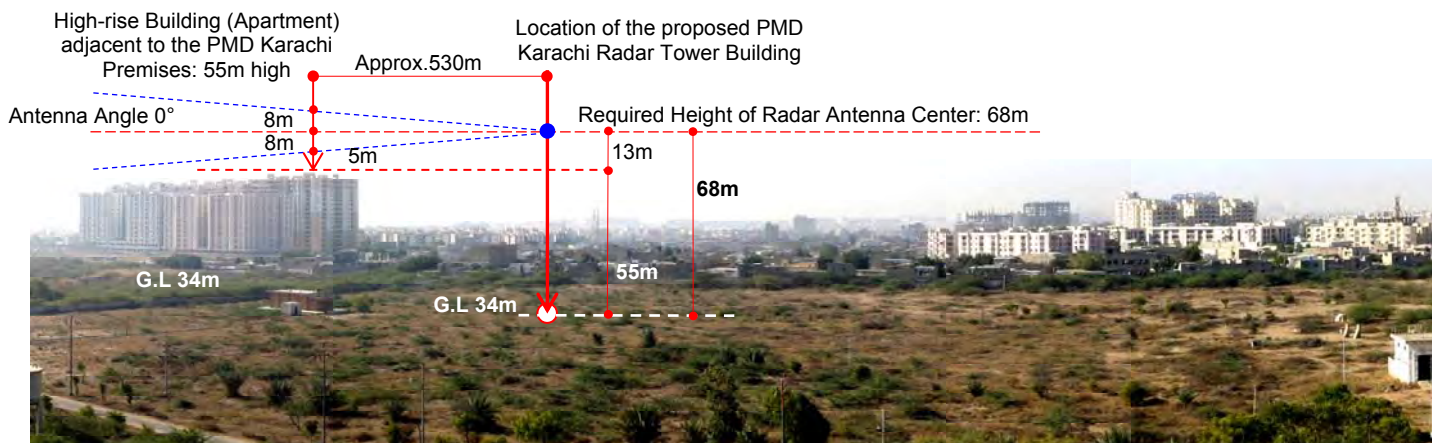 High-rise Building (Apartment)
adjacent to the PMD Karachi
Premises: 55m high
Approx.530m
Location of the proposed PMD
Karachi Radar Tower Building
Antenna Angle 0°
8m
8m
5m
Required Height of Radar Antenna Center: 68m
13m
68m
55m
G.L 34m
G.L 34m